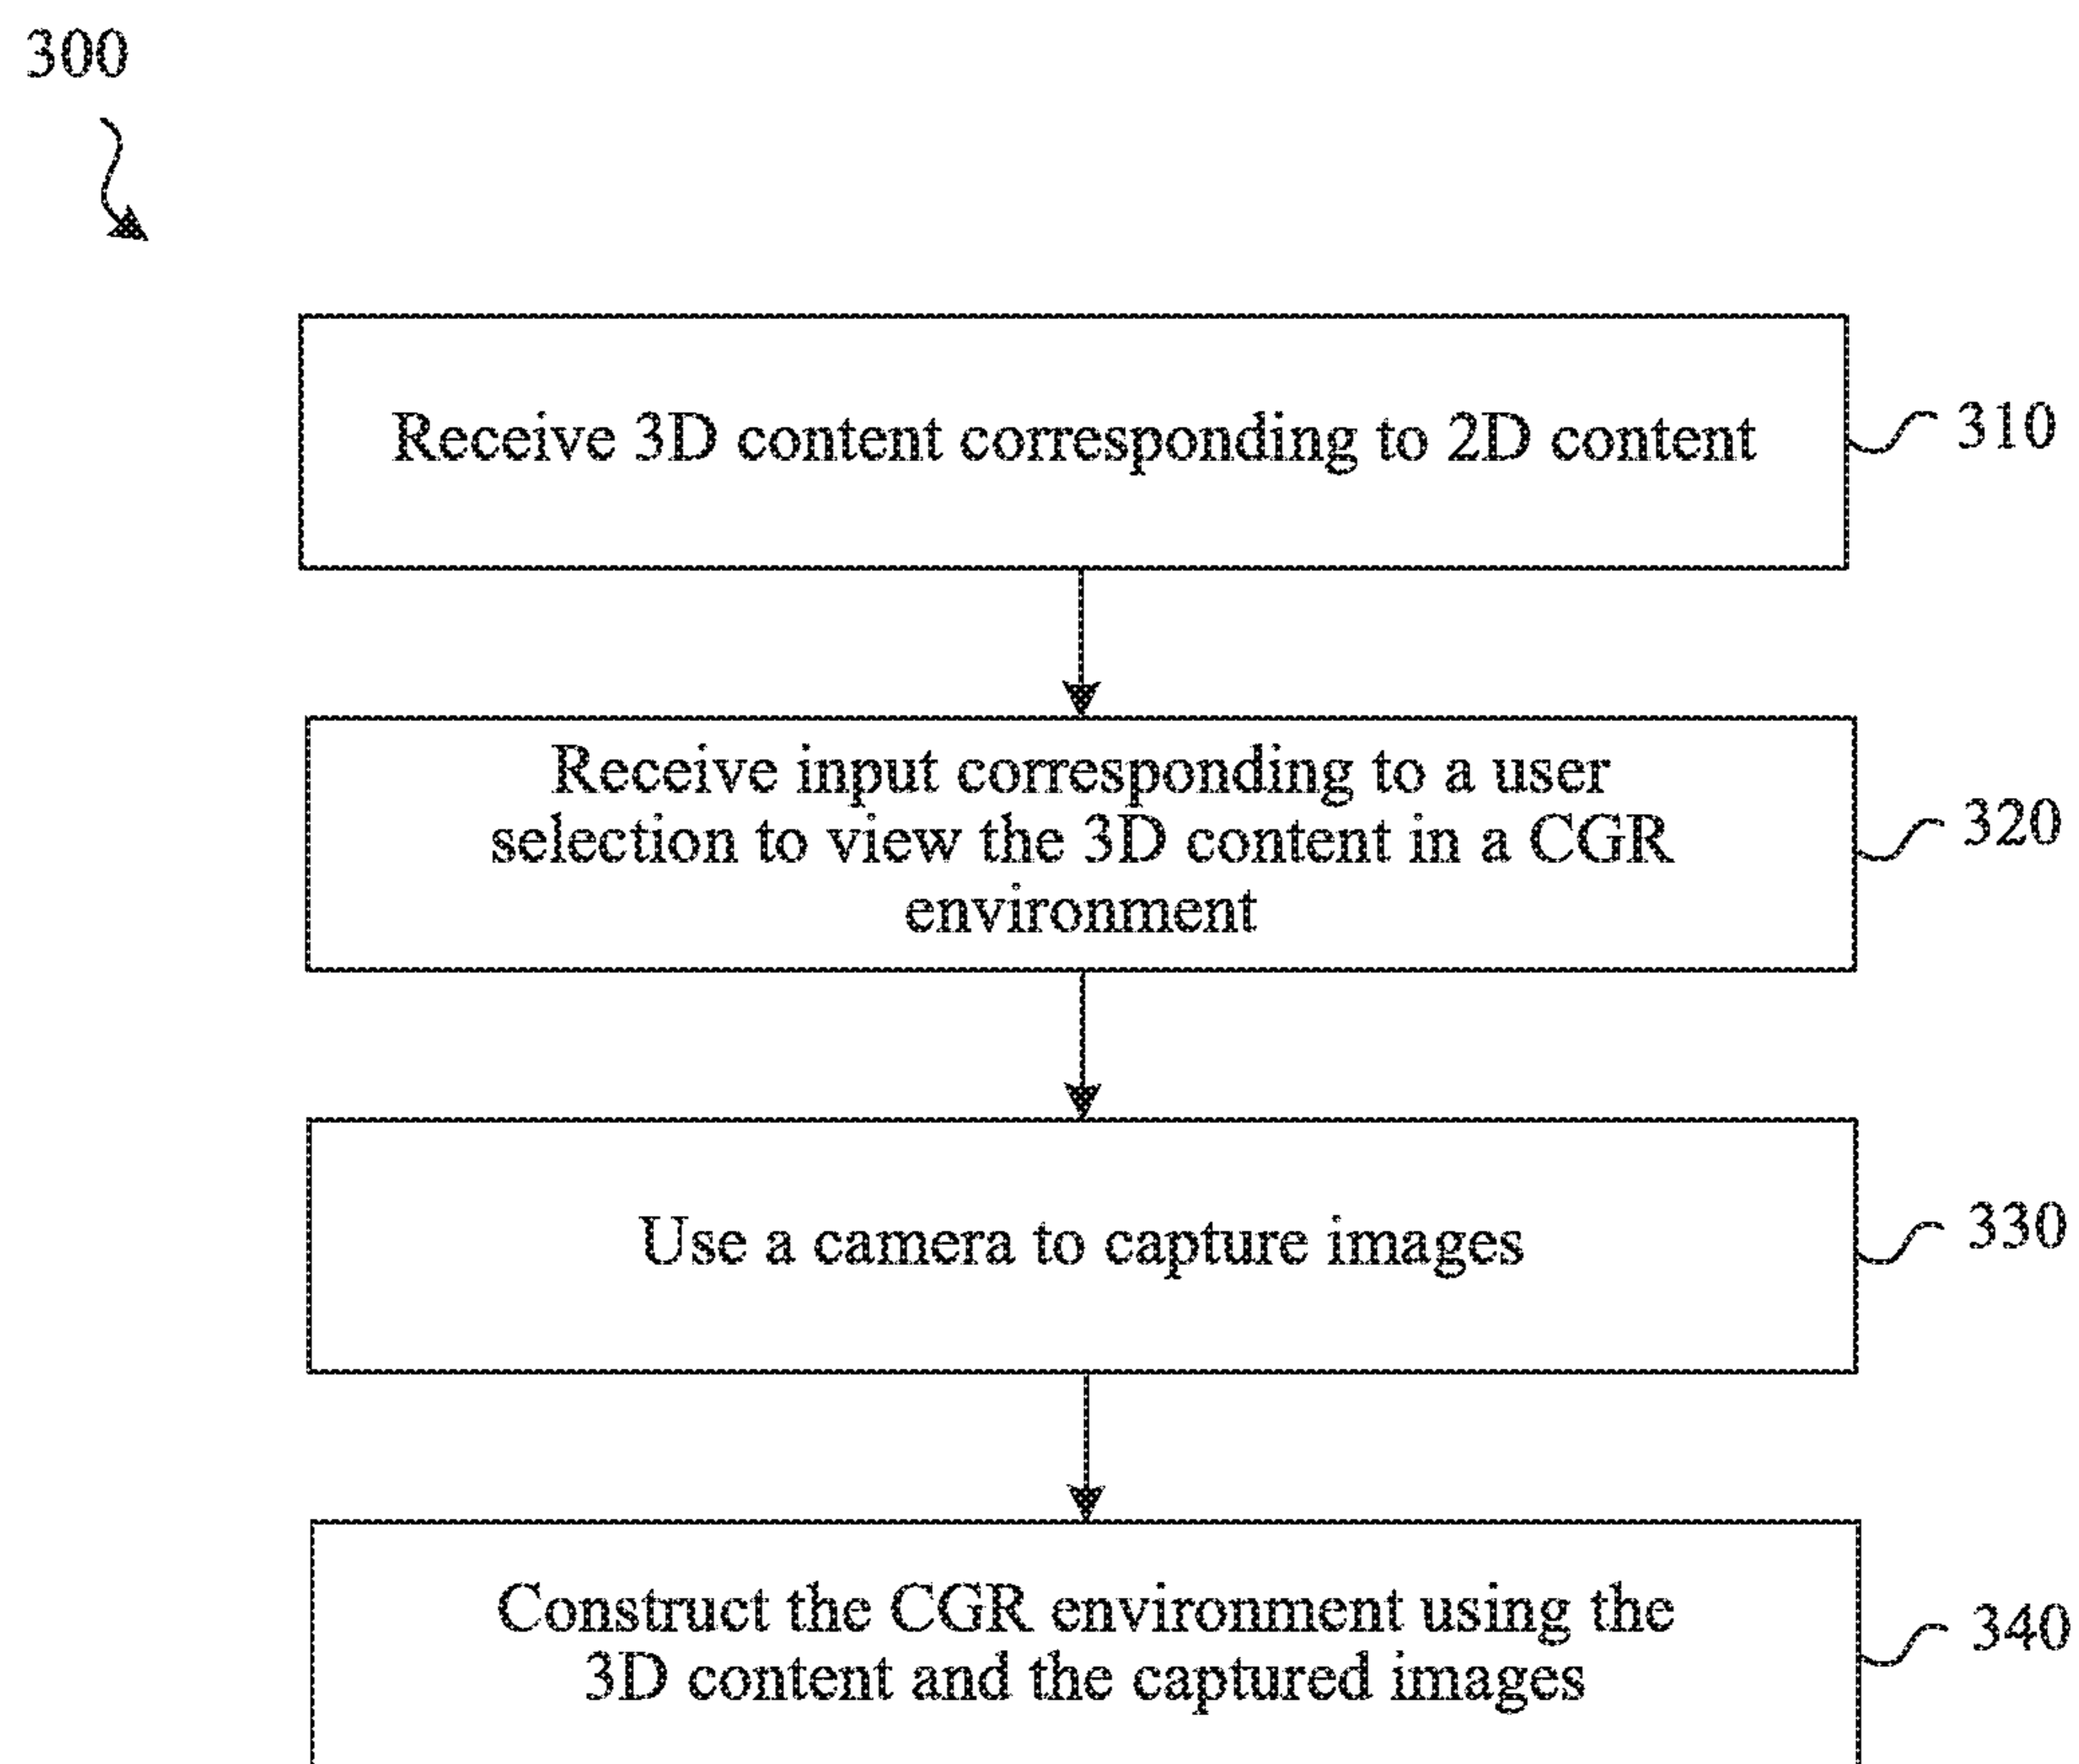 300
Receive 3D content corresponding to 2D content
310
Receive input corresponding to a user
selection to view the 3D content in a CGR
environment
320
Use a camera to capture images
330
Construct the CGR environment using the
3D content and the captured images
340